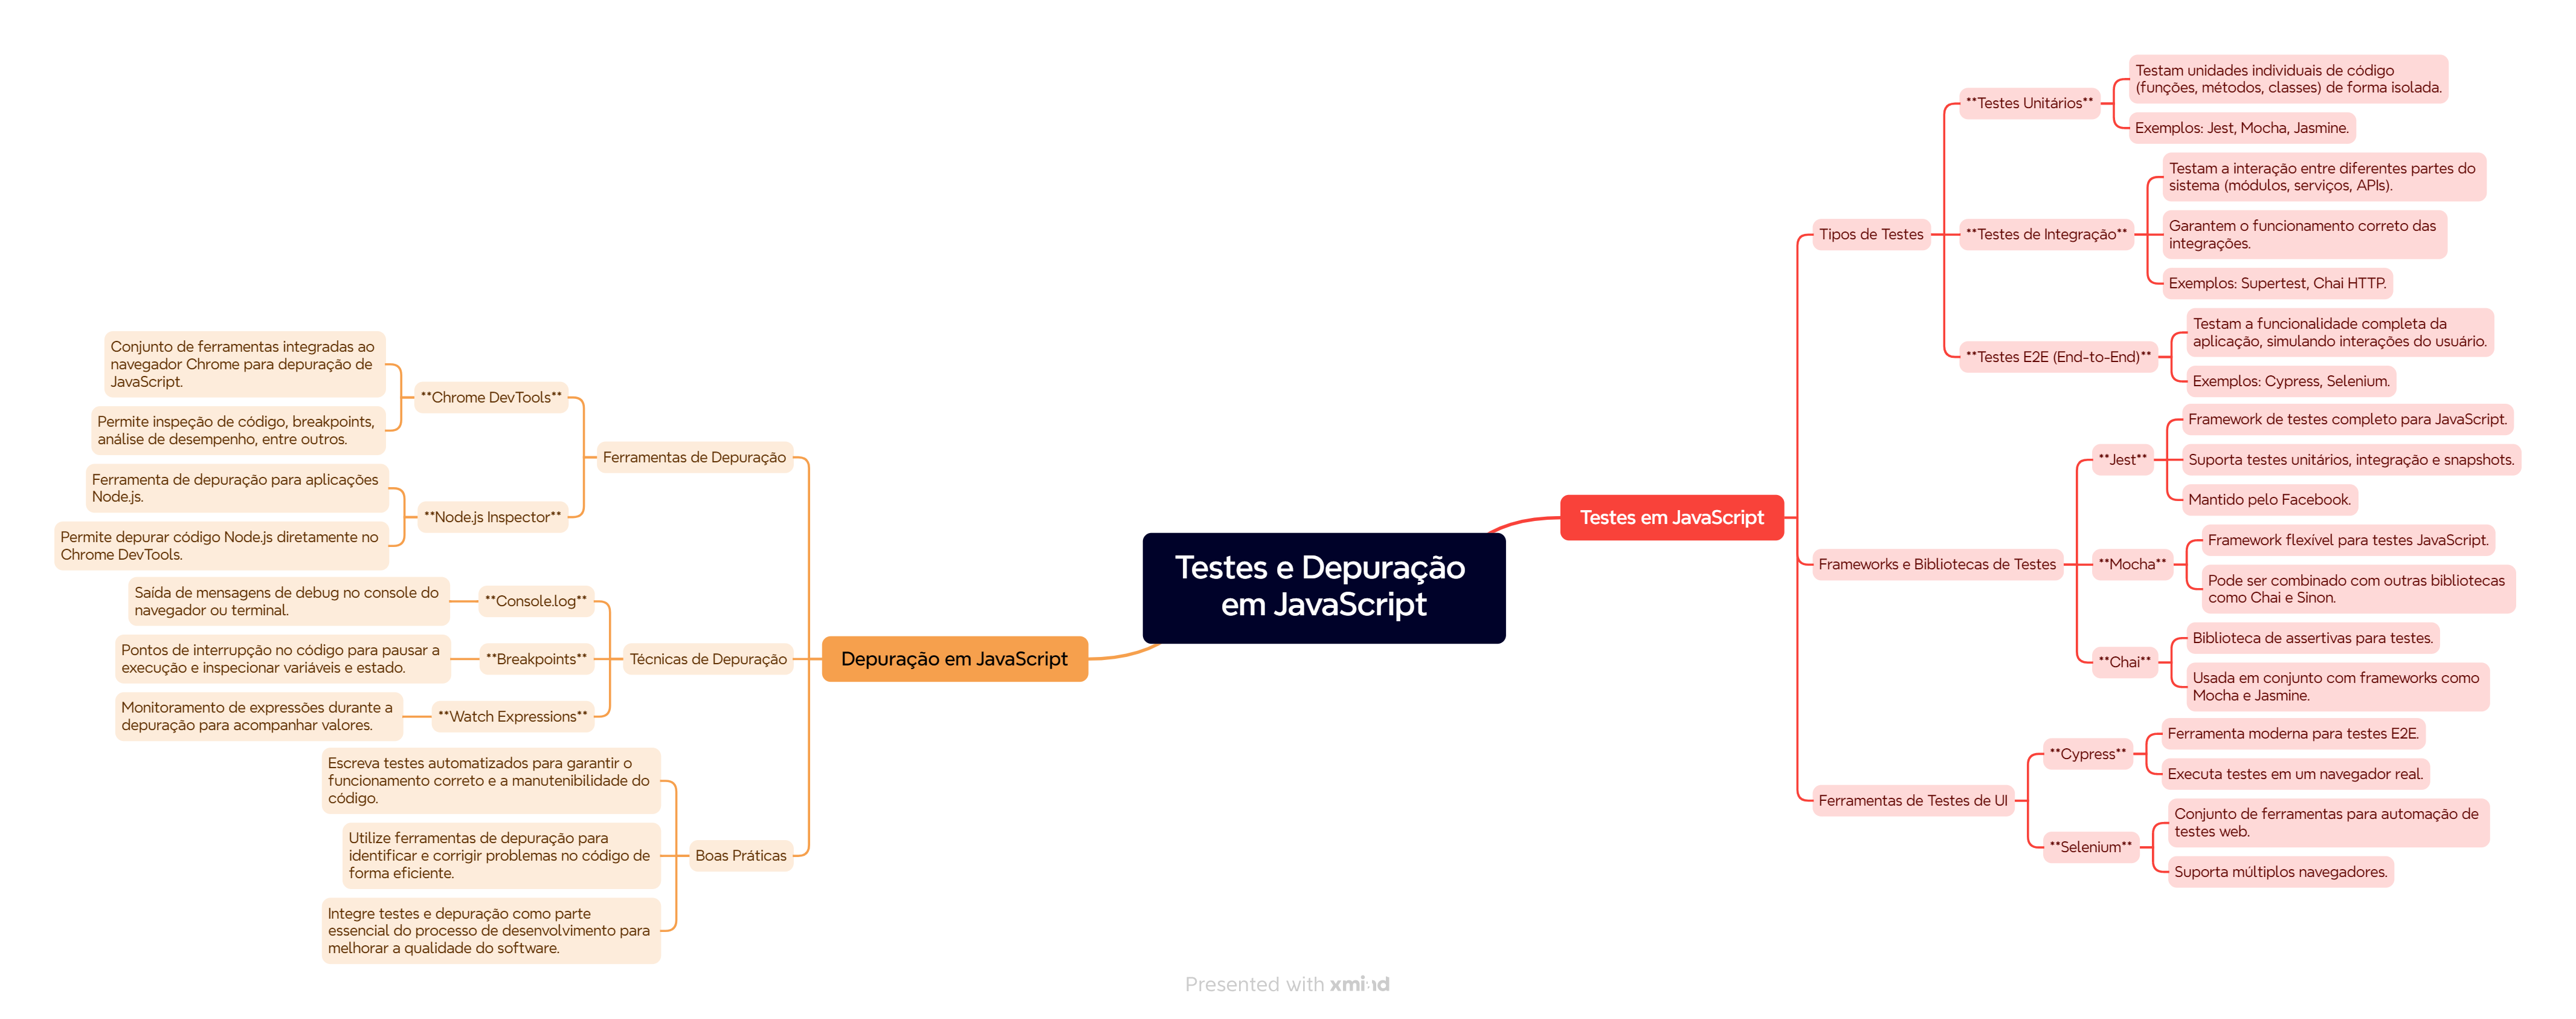 Testes e Depuração
em JavaScript
Testes em JavaScript
Tipos de Testes
**Testes Unitários**
Testam unidades individuais de código
(funções, métodos, classes) de forma isolada.
Exemplos: Jest, Mocha, Jasmine.
**Testes de Integração**
Testam a interação entre diferentes partes do
sistema (módulos, serviços, APIs).
Garantem o funcionamento correto das
integrações.
Exemplos: Supertest, Chai HTTP.
**Testes E2E (End-to-End)**
Testam a funcionalidade completa da
aplicação, simulando interações do usuário.
Exemplos: Cypress, Selenium.
Frameworks e Bibliotecas de Testes
**Jest**
Framework de testes completo para JavaScript.
Suporta testes unitários, integração e snapshots.
Mantido pelo Facebook.
**Mocha**
Framework flexível para testes JavaScript.
Pode ser combinado com outras bibliotecas
como Chai e Sinon.
**Chai**
Biblioteca de assertivas para testes.
Usada em conjunto com frameworks como
Mocha e Jasmine.
Ferramentas de Testes de UI
**Cypress**
Ferramenta moderna para testes E2E.
Executa testes em um navegador real.
**Selenium**
Conjunto de ferramentas para automação de
testes web.
Suporta múltiplos navegadores.
Depuração em JavaScript
Ferramentas de Depuração
**Chrome DevTools**
Conjunto de ferramentas integradas ao
navegador Chrome para depuração de
JavaScript.
Permite inspeção de código, breakpoints,
análise de desempenho, entre outros.
**Node.js Inspector**
Ferramenta de depuração para aplicações
Node.js.
Permite depurar código Node.js diretamente no
Chrome DevTools.
Técnicas de Depuração
**Console.log**
Saída de mensagens de debug no console do
navegador ou terminal.
**Breakpoints**
Pontos de interrupção no código para pausar a
execução e inspecionar variáveis e estado.
**Watch Expressions**
Monitoramento de expressões durante a
depuração para acompanhar valores.
Boas Práticas
Escreva testes automatizados para garantir o
funcionamento correto e a manutenibilidade do
código.
Utilize ferramentas de depuração para
identificar e corrigir problemas no código de
forma eficiente.
Integre testes e depuração como parte
essencial do processo de desenvolvimento para
melhorar a qualidade do software.
Presented with xmind